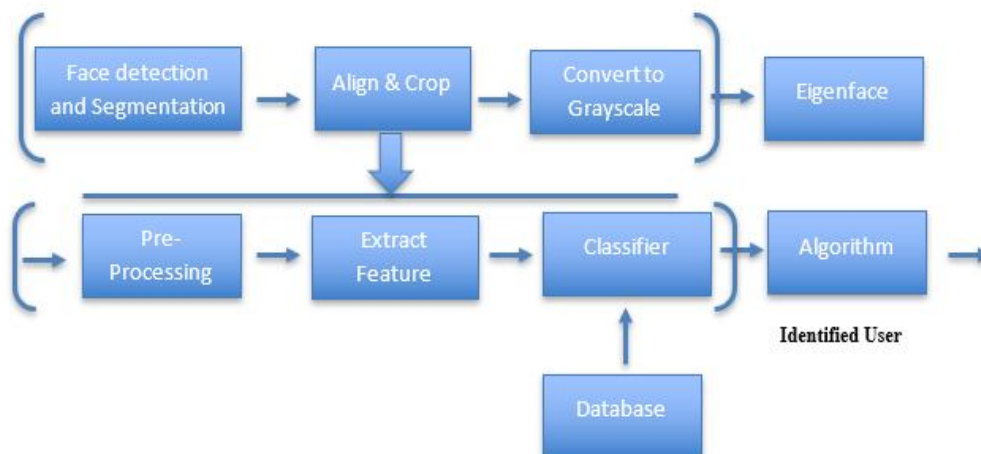 Face detection
and Segmentation
Align & Crop
Convert to
Grayscale
Eigenface
Pre-
Processing
Extract
Feature
Classifier
Algorithm
Identified User
Database